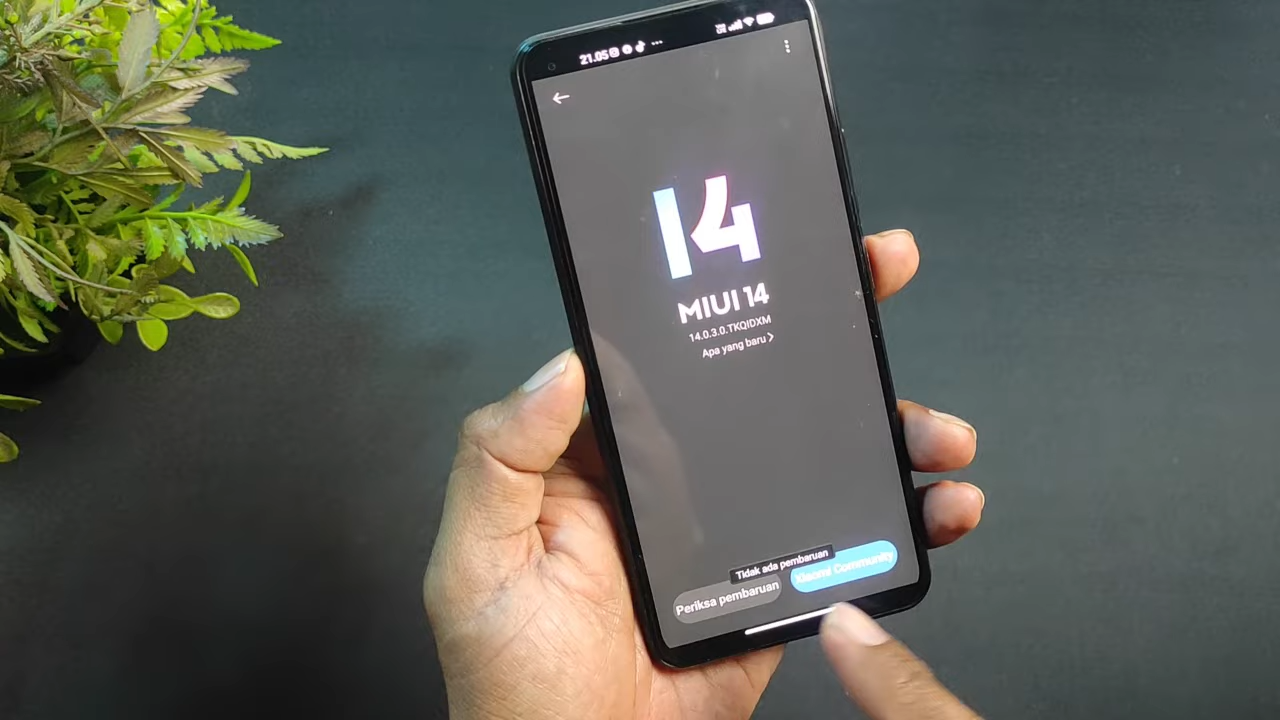 21.05
14
MIUI 14
14.0.3.0.TKQIDXM
Apa yang baru
Tidak ada pembaruan
Periksa pembaruan
Xiaomi Community